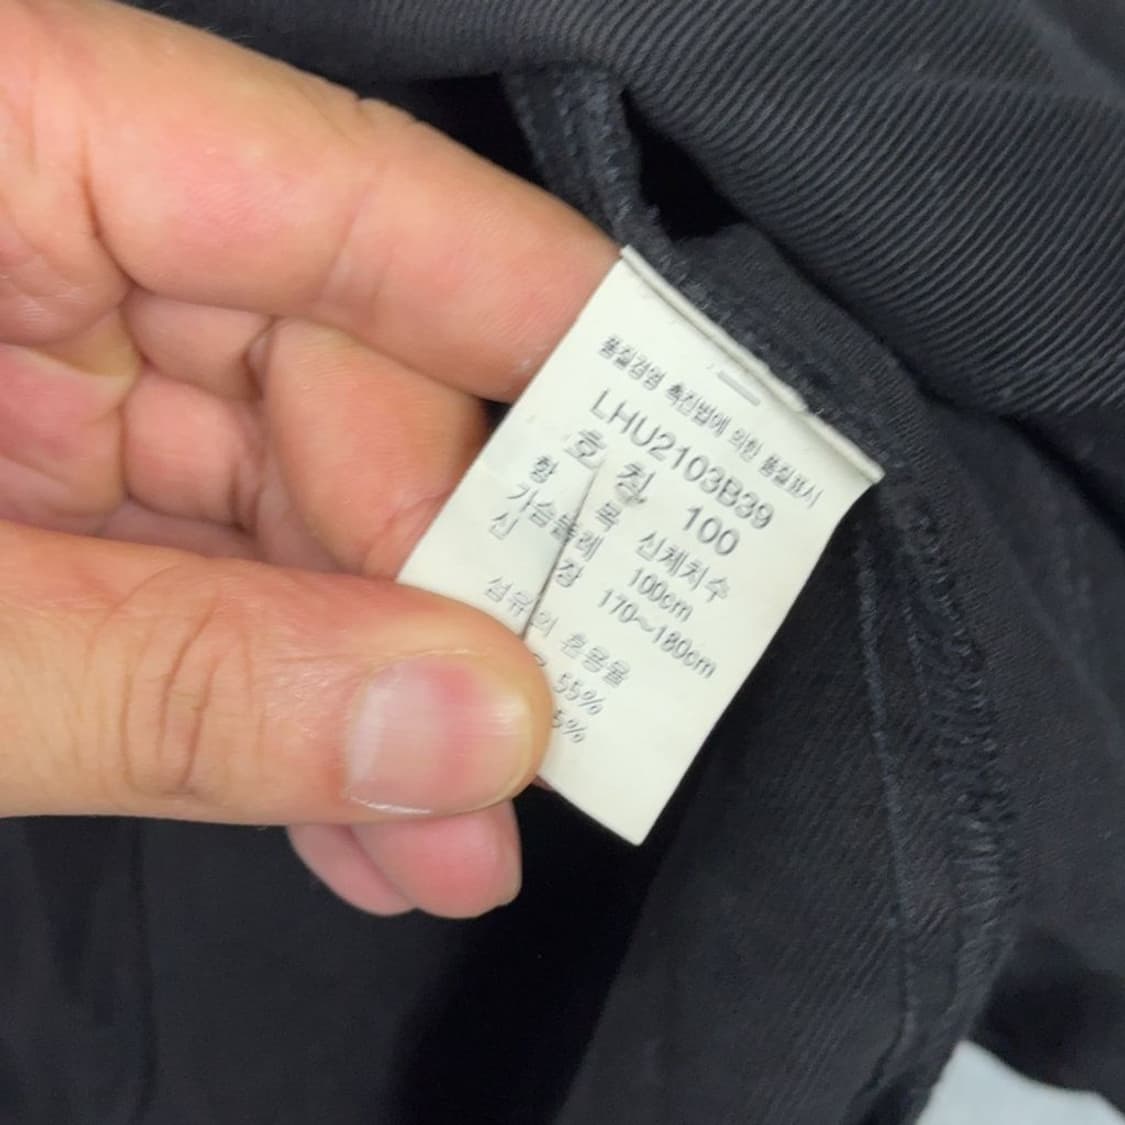 품질경영 촉진법에 의한 품질표시
LHU2103B39
호 칭 100
항 목 신체치수
가슴둘레 100cm
신 장 170~180cm
섬유의 혼용율
55%
5%